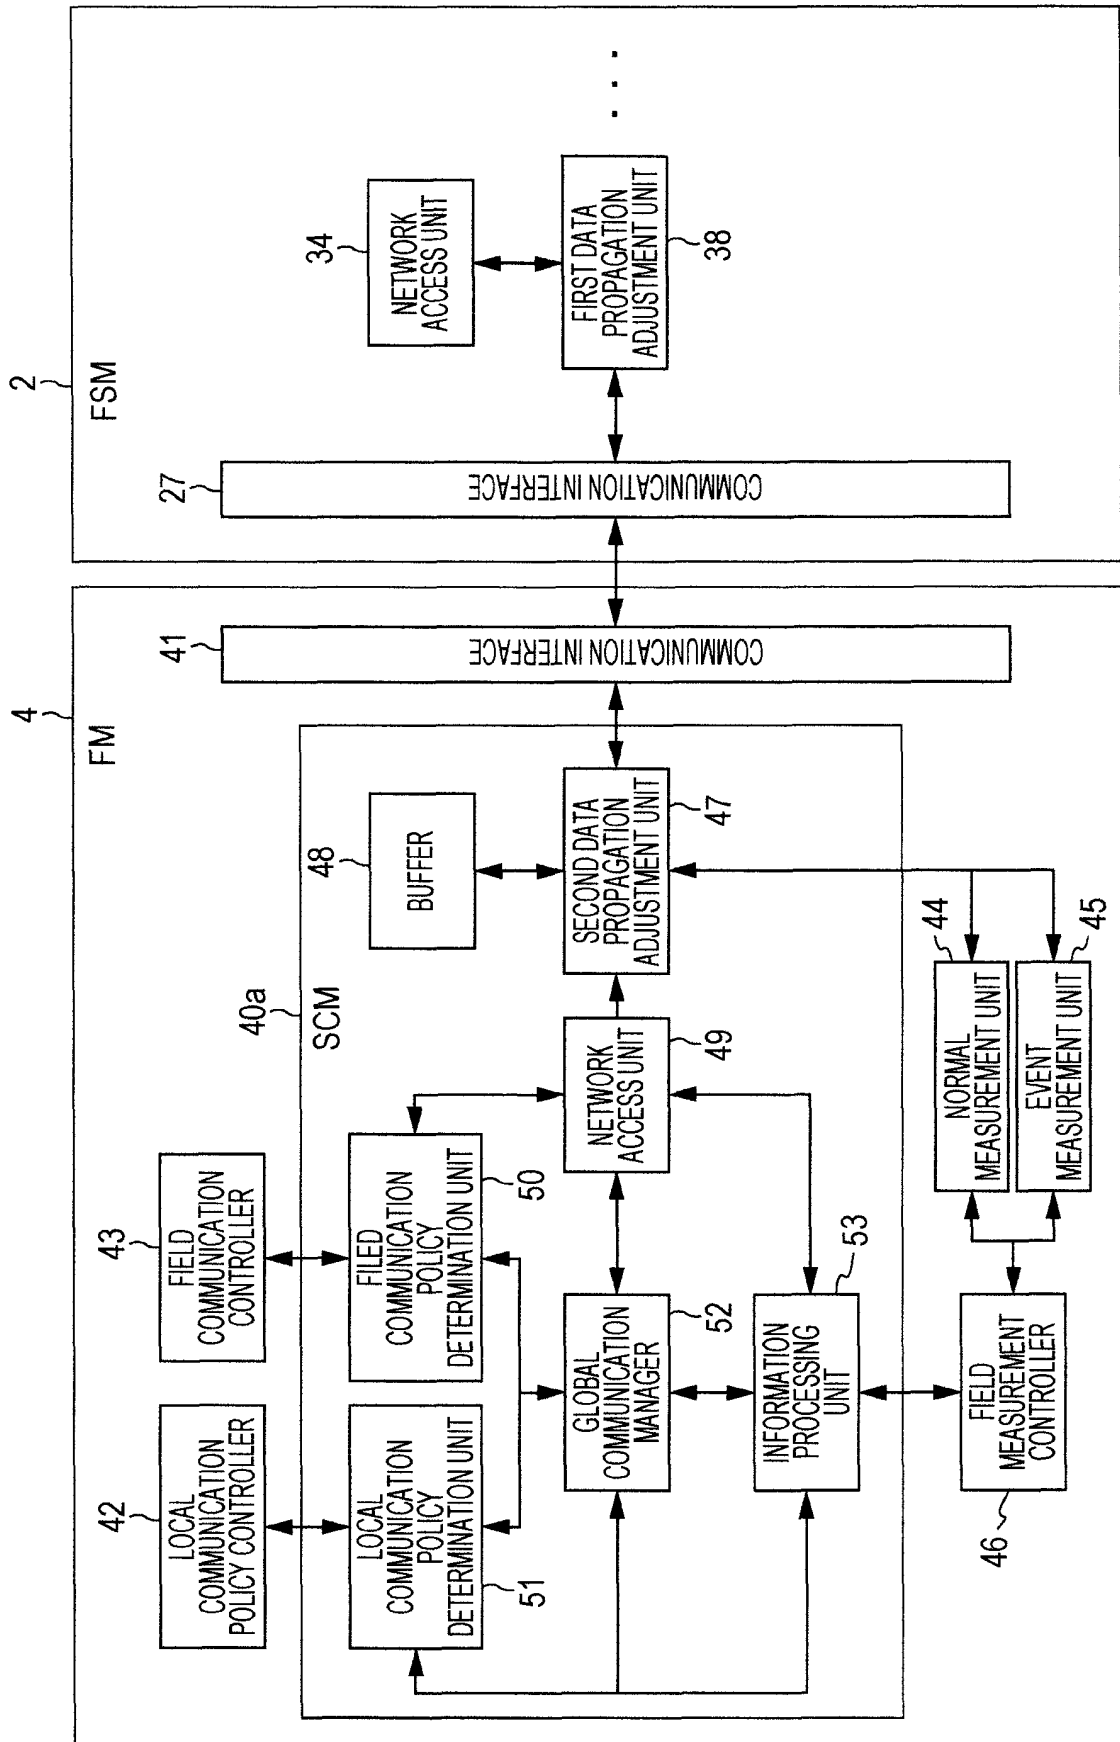 4
FM
42
LOCAL
COMMUNICATION
POLICY CONTROLLER
43
FIELD
COMMUNICATION
CONTROLLER
40a
SCM
48
BUFFER
LOCAL
COMMUNICATION
POLICY
DETERMINATION UNIT
51
FILED
COMMUNICATION
POLICY
DETERMINATION UNIT
50
GLOBAL
COMMUNICATION
MANAGER
52
NETWORK
ACCESS UNIT
49
SECOND DATA
PROPAGATION
ADJUSTMENT UNIT
47
INFORMATION
PROCESSING
UNIT
53
FIELD
MEASUREMENT
CONTROLLER
46
NORMAL
MEASUREMENT UNIT
44
EVENT
MEASUREMENT UNIT
45
41
COMMUNICATION INTERFACE
2
FSM
27
COMMUNICATION INTERFACE
34
NETWORK
ACCESS UNIT
FIRST DATA
PROPAGATION
ADJUSTMENT UNIT
38
. . .